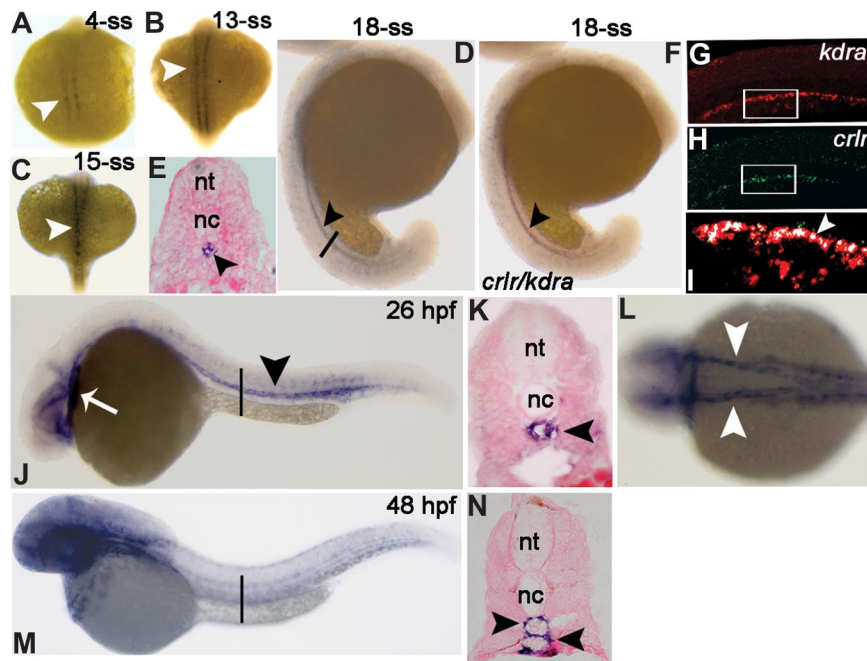 A 4-ss
B 13-ss
18-ss D
18-ss F
G kdra
H crlr
C 15-ss
E nt
nc
crlr/kdra
I
26 hpf
J
K nt
nc
L
48 hpf
M
N nt
nc